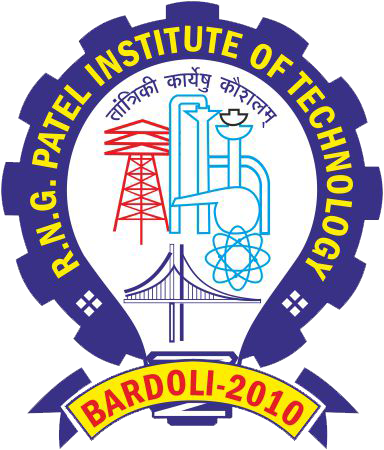 R.N.G. PATEL INSTITUTE OF TECHNOLOGY
तांत्रिकी कार्येषु कौशलम्
BARDOLI-2010